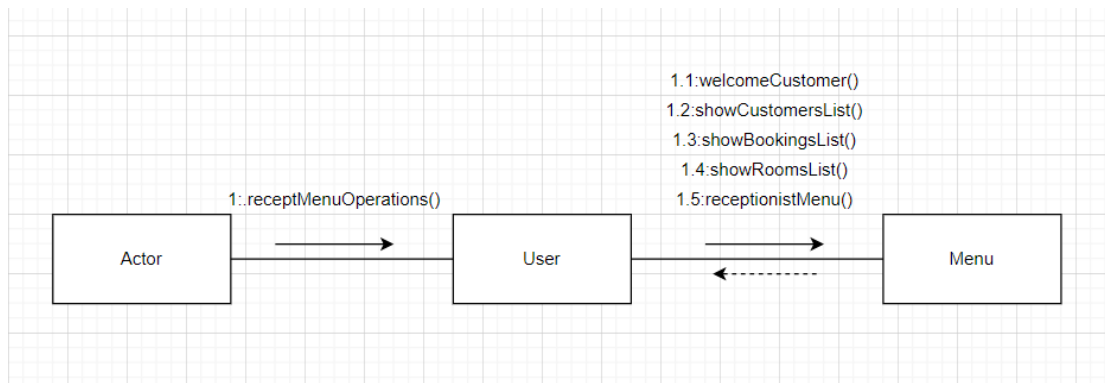 1.1:welcomeCustomer()
1.2:showCustomersList()
1.3:showBookingsList()
1.4:showRoomsList()
1:.receptMenuOperations()
1.5:receptionistMenu()
Actor
User
Menu